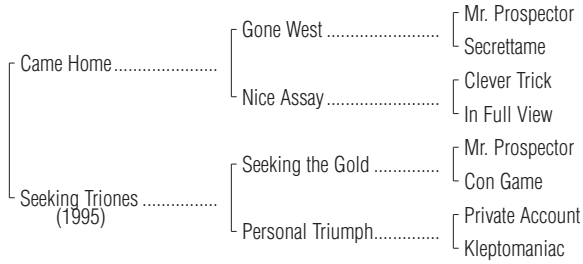 Mr. Prospector
Gone West
Secrettame
Came Home
Clever Trick
Nice Assay
In Full View
Mr. Prospector
Seeking the Gold
Con Game
Seeking Triones
(1995)
Private Account
Personal Triumph
Kleptomaniac